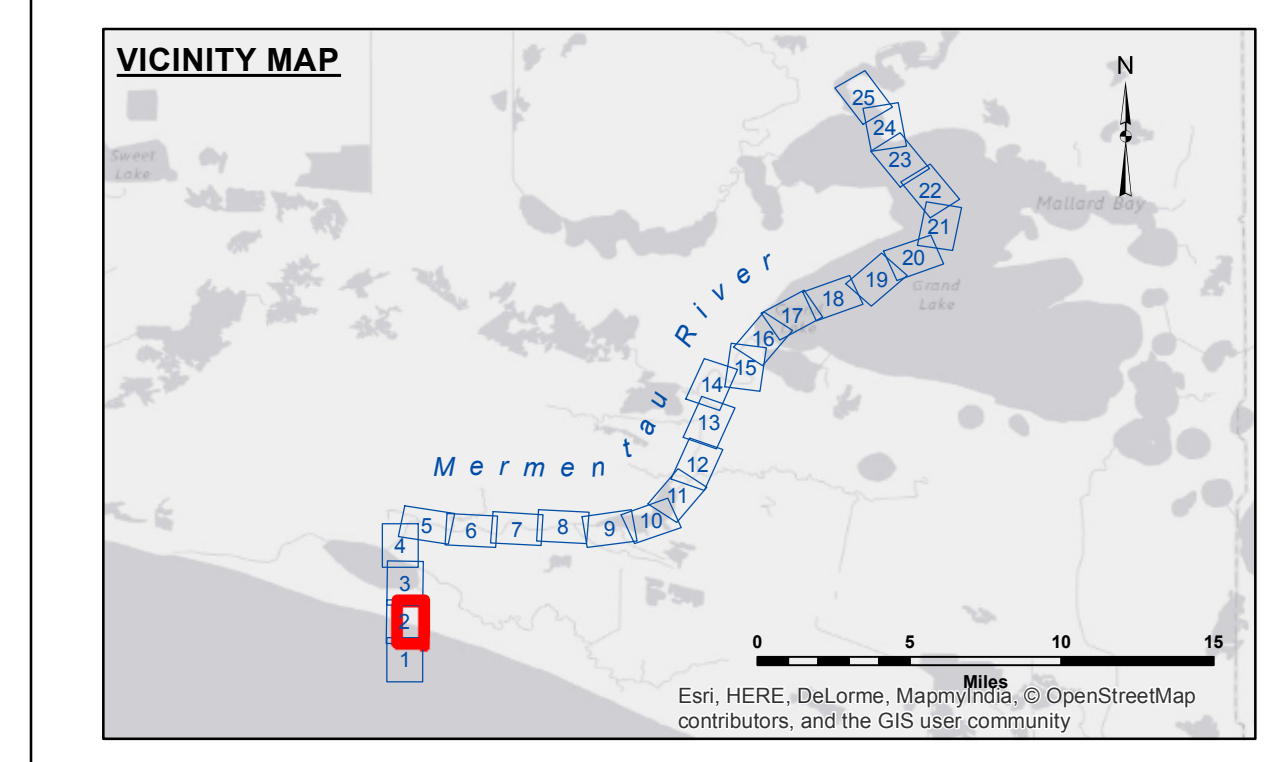 VICINITY MAP
N
25
24
23
22
21
20
19
18
17
16
15
14
13
12
11
10
9
8
7
6
5
4
3
2
1
Sweet
Lake
Mallard Bay
Grand
Lake
Mermentau River
0 5 10 15
Miles
Esri, HERE, DeLorme, MapmyIndia, © OpenStreetMap
contributors, and the GIS user community